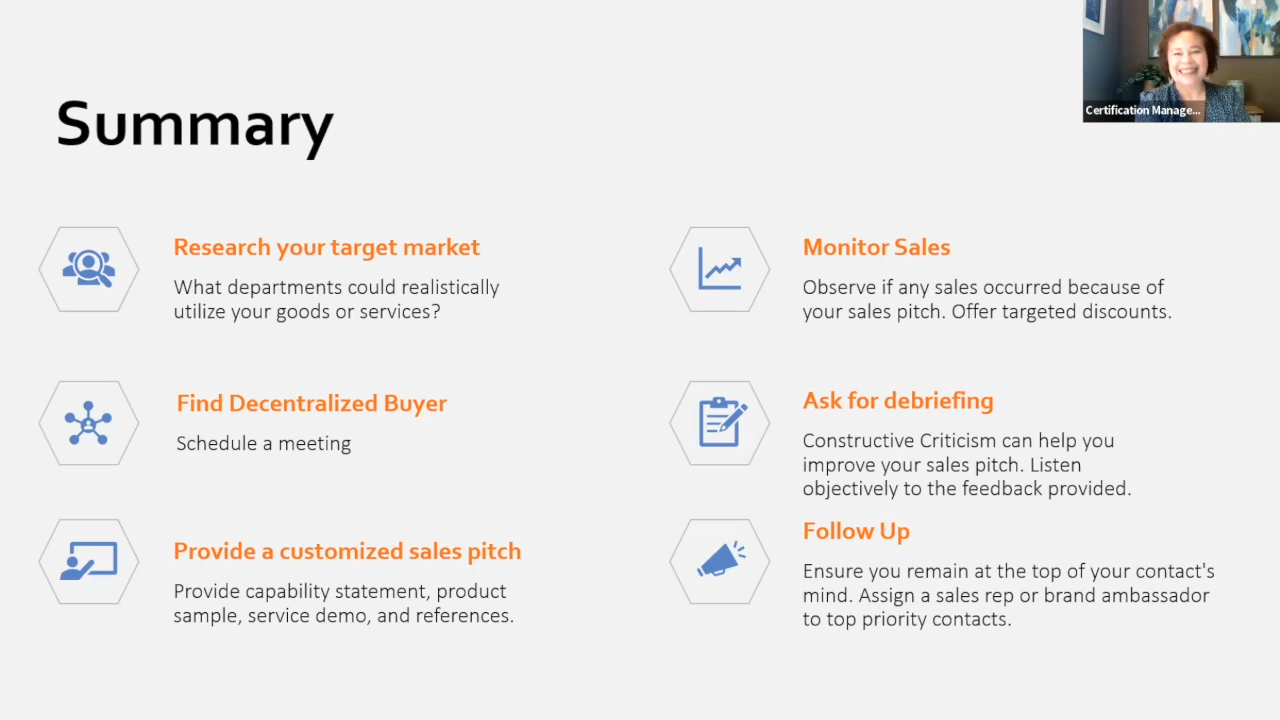 Certification Manage...
Summary
Research your target market
What departments could realistically
utilize your goods or services?
Find Decentralized Buyer
Schedule a meeting
Provide a customized sales pitch
Provide capability statement, product
sample, service demo, and references.
Monitor Sales
Observe if any sales occurred because of
your sales pitch. Offer targeted discounts.
Ask for debriefing
Constructive Criticism can help you
improve your sales pitch. Listen
objectively to the feedback provided.
Follow Up
Ensure you remain at the top of your contact's
mind. Assign a sales rep or brand ambassador
to top priority contacts.